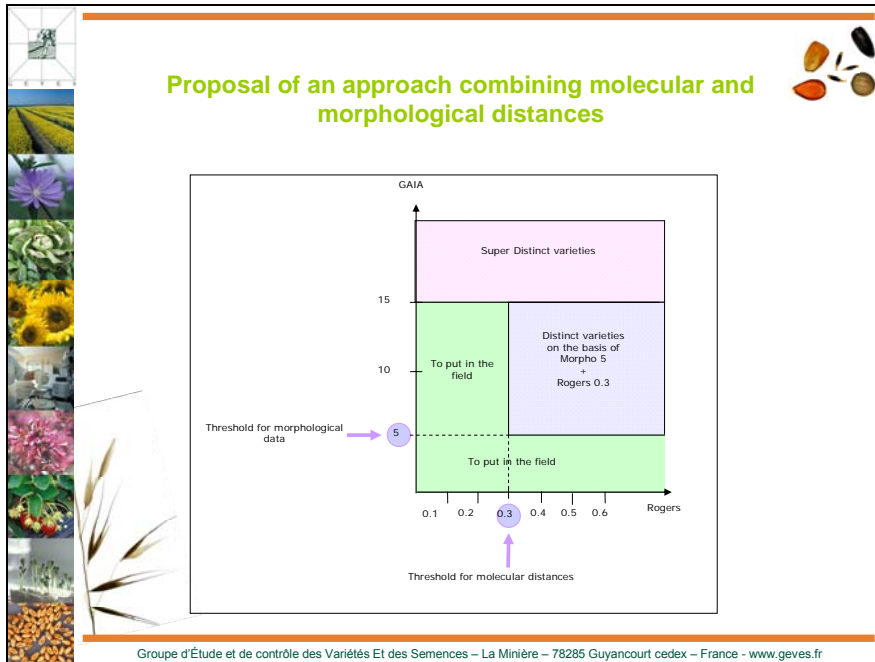 G E V E S
Proposal of an approach combining molecular and
morphological distances
GAIA
Super Distinct varieties
15
Distinct varieties
on the basis of
Morpho 5
+
Rogers 0.3
To put in the
field
10
Threshold for morphological
data
5
To put in the field
0.1 0.2 0.3 0.4 0.5 0.6
Rogers
Threshold for molecular distances
Groupe d'Étude et de contrôle des Variétés Et des Semences – La Minière – 78285 Guyancourt cedex – France - www.geves.fr